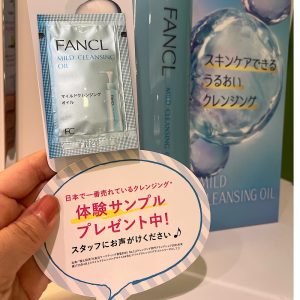 FANCL
MILD CLEANSING
OIL
マイルドクレンジング
オイル
FC
FANCL
MILD CLEANSING
スキンケアできる
うるおい
クレンジング
MILD
CLEANSING OIL
日本で一番売れているクレンジング
体験サンプル
プレゼント中!
スタッフにお声がけください♪